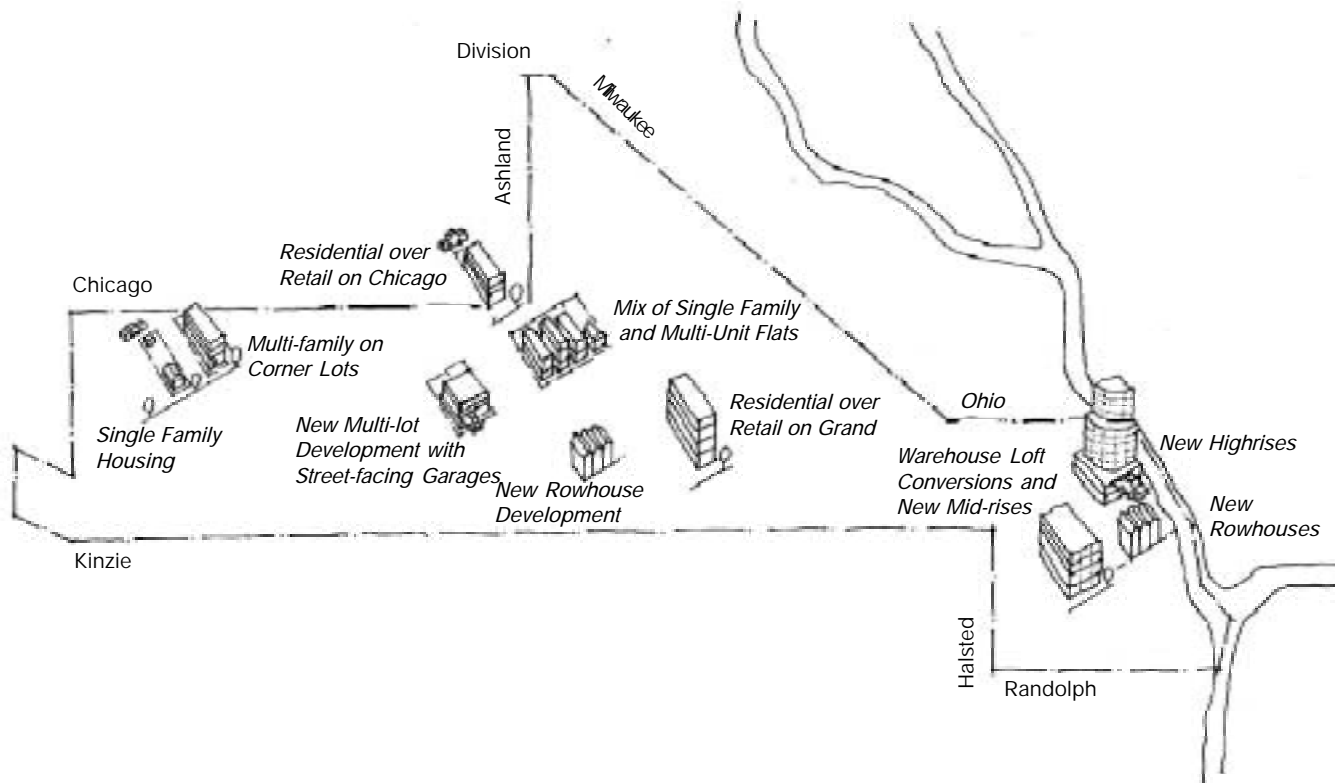 Division
Milwaukee
Ashland
Residential over
Retail on Chicago
Chicago
Mix of Single Family
and Multi-Unit Flats
Multi-family on
Corner Lots
Single Family
Housing
New Multi-lot
Development with
Street-facing Garages
New Rowhouse
Development
Residential over
Retail on Grand
Ohio
Warehouse Loft
Conversions and
New Mid-rises
New Highrises
New
Rowhouses
Kinzie
Halsted
Randolph